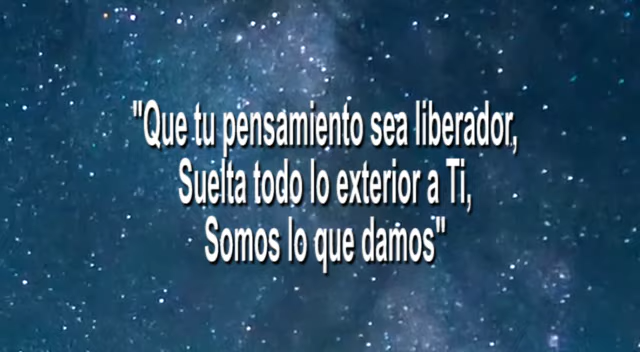 "Que tu pensamiento sea liberador,
Suelta todo lo exterior a Ti,
Somos lo que damos"